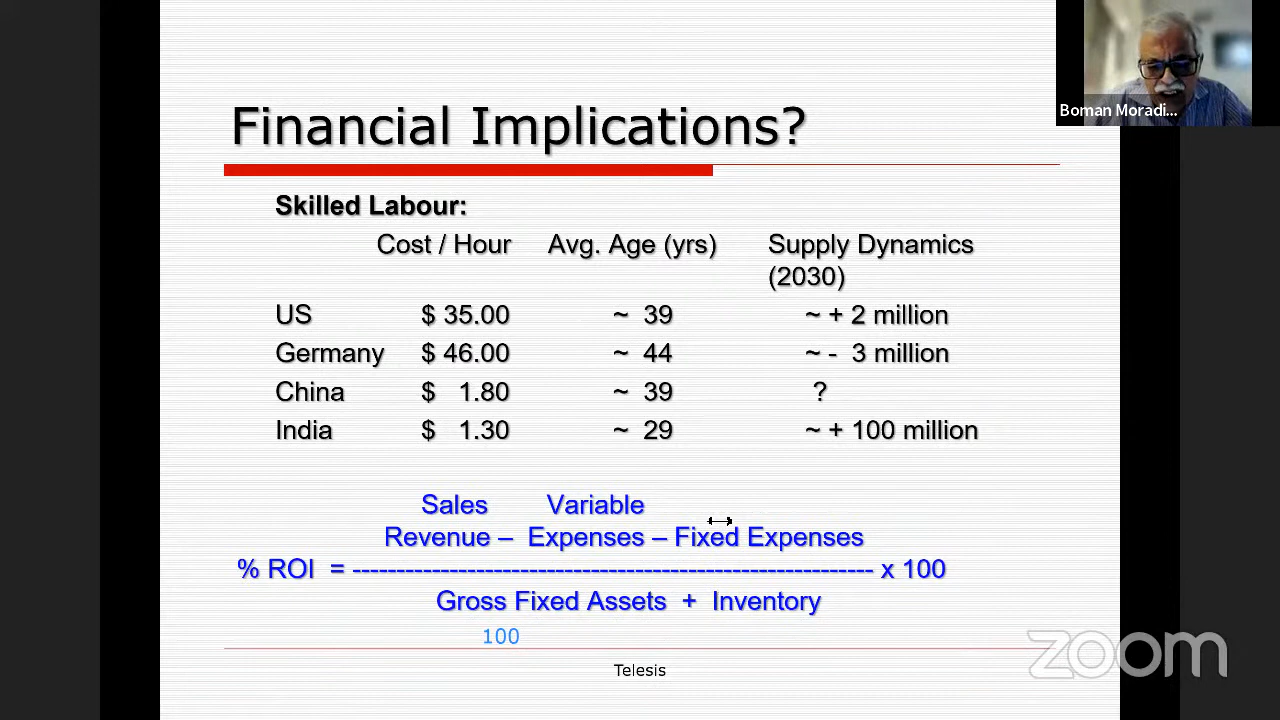 Boman Moradi...
Financial Implications?
Skilled Labour:
Cost / Hour Avg. Age (yrs) Supply Dynamics
(2030)
US $ 35.00 ~ 39 ~ + 2 million
Germany $ 46.00 ~ 44 ~ - 3 million
China $ 1.80 ~ 39 ?
India $ 1.30 ~ 29 ~ + 100 million
Sales Variable
Revenue – Expenses – Fixed Expenses
% ROI = ----------------------------------------------------------- x 100
Gross Fixed Assets + Inventory
100
Telesis
zoom